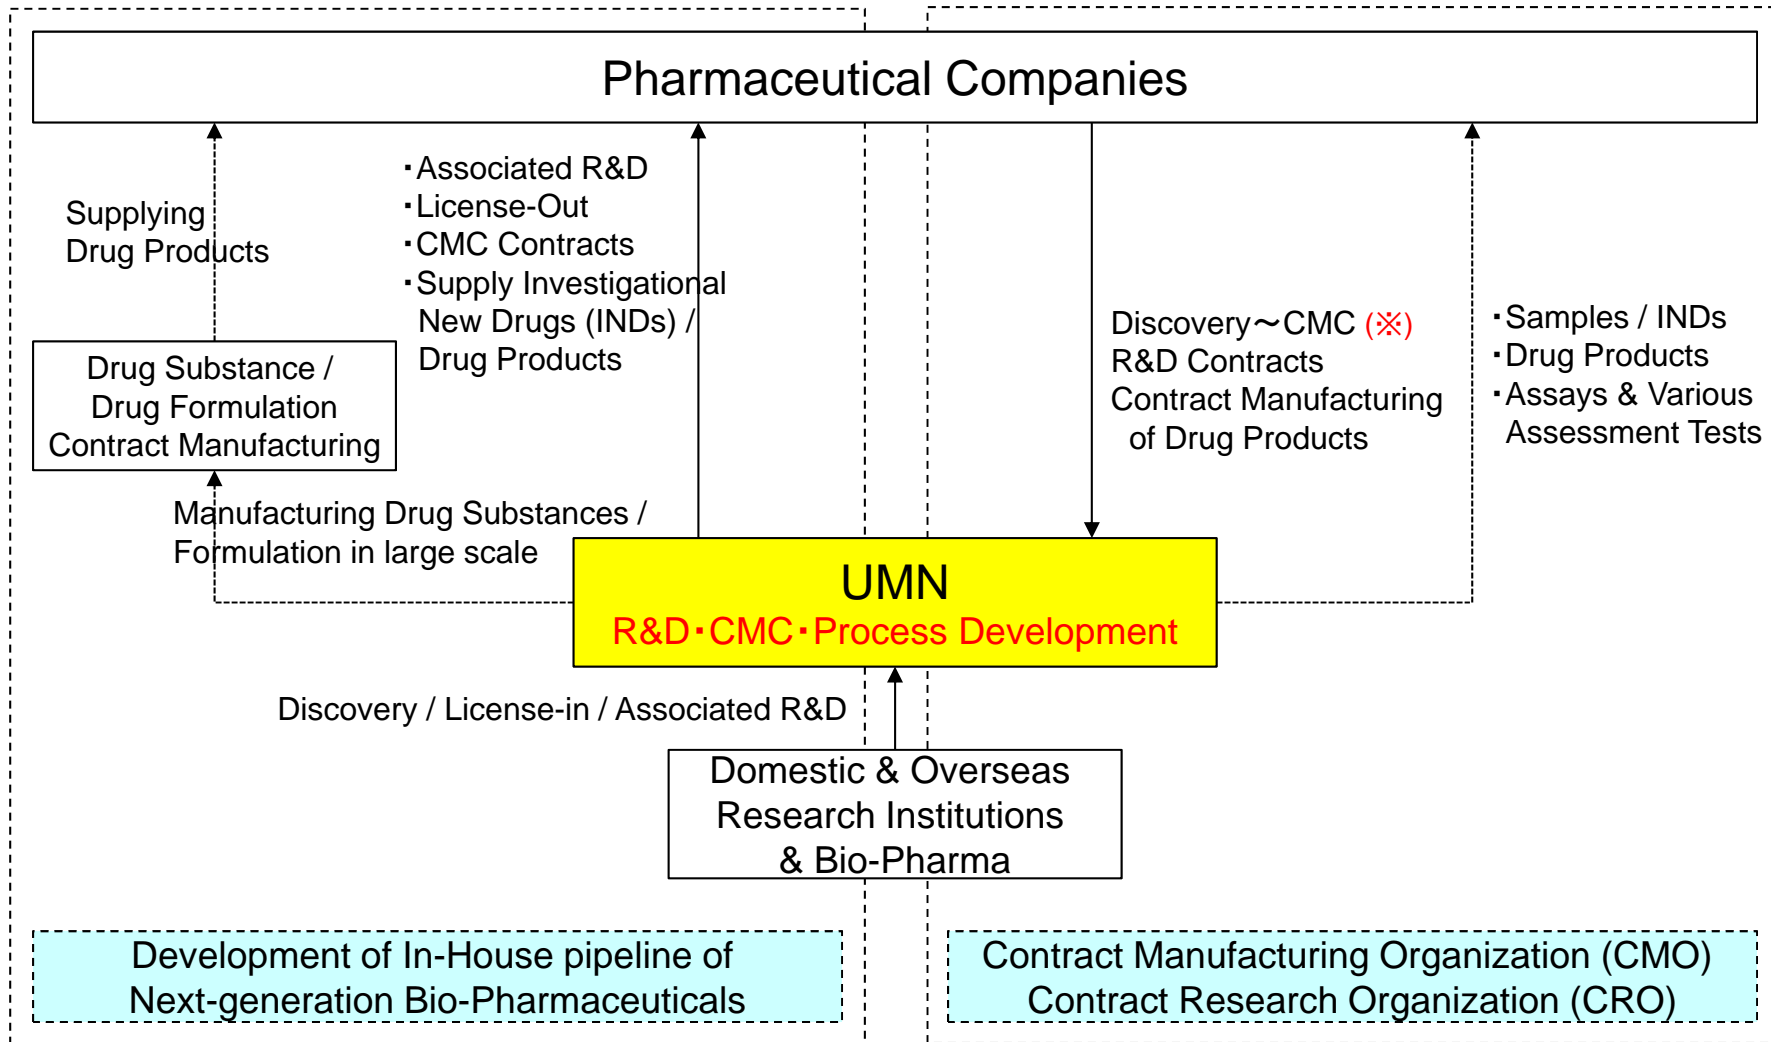 Pharmaceutical Companies
Supplying
Drug Products
・Associated R&D
・License-Out
・CMC Contracts
・Supply Investigational
New Drugs (INDs) /
Drug Products
Discovery～CMC (※)
R&D Contracts
Contract Manufacturing
of Drug Products
・Samples / INDs
・Drug Products
・Assays & Various
Assessment Tests
Drug Substance /
Drug Formulation
Contract Manufacturing
Manufacturing Drug Substances /
Formulation in large scale
UMN
R&D・CMC・Process Development
Discovery / License-in / Associated R&D
Domestic & Overseas
Research Institutions
& Bio-Pharma
Development of In-House pipeline of
Next-generation Bio-Pharmaceuticals
Contract Manufacturing Organization (CMO)
Contract Research Organization (CRO)